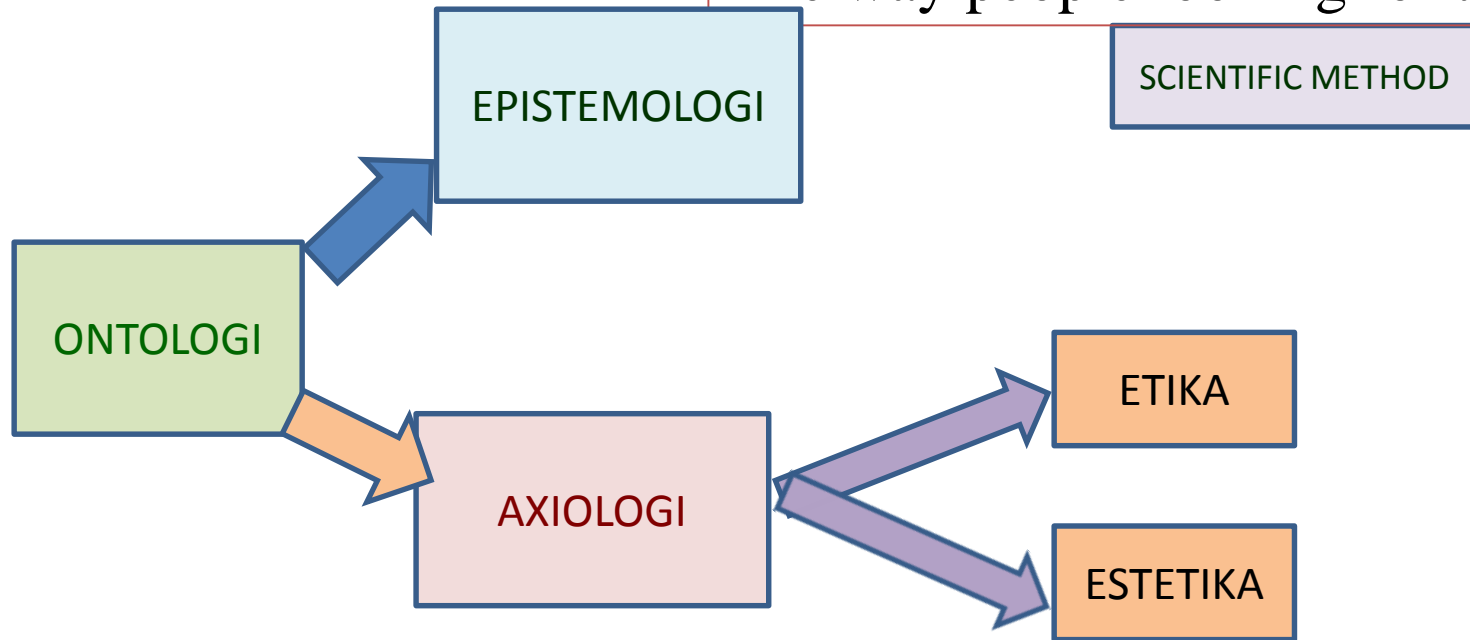 SCIENTIFIC METHOD
EPISTEMOLOGI
ONTOLOGI
ETIKA
AXIOLOGI
ESTETIKA